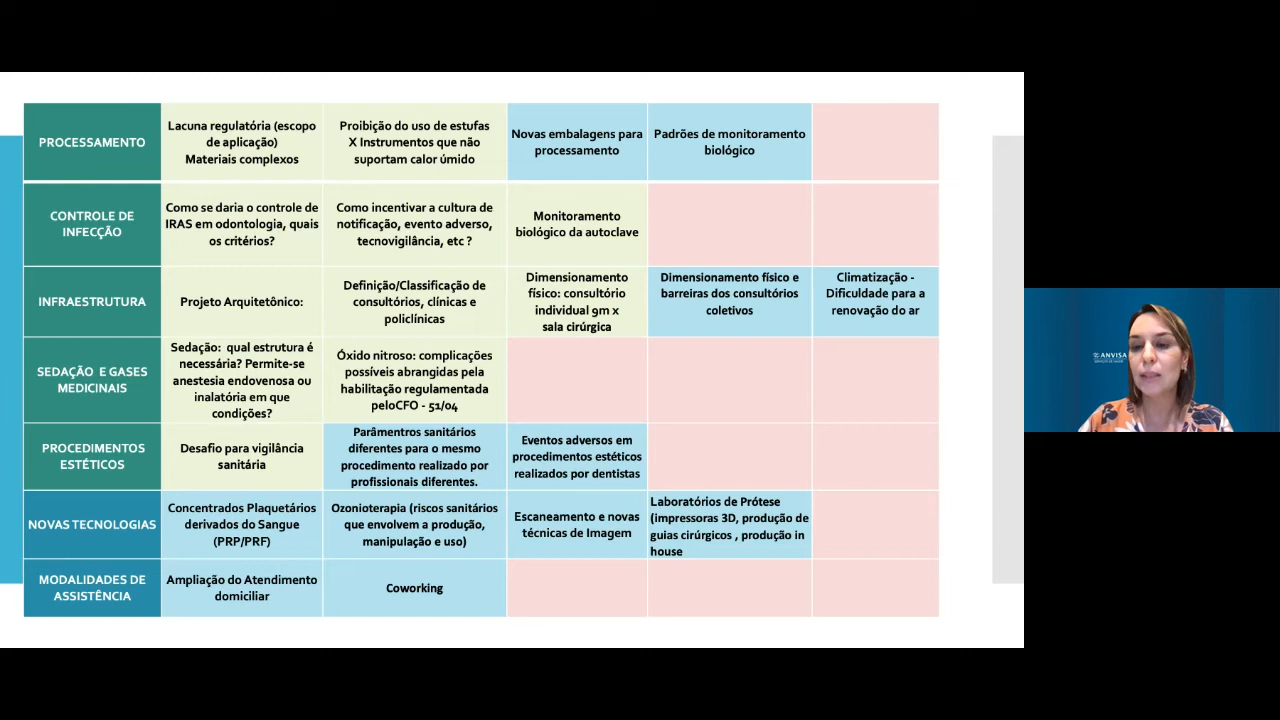 PROCESSAMENTO
Lacuna regulatória (escopo
de aplicação)
Materiais complexos
Proibição do uso de estufas
X Instrumentos que não
suportam calor úmido
Novas embalagens para
processamento
Padrões de monitoramento
biológico
CONTROLE DE
INFECÇÃO
Como se daria o controle de
IRAS em odontologia, quais
os critérios?
Como incentivar a cultura de
notificação, evento adverso,
tecnovigilância, etc ?
Monitoramento
biológico da autoclave
INFRAESTRUTURA
Projeto Arquitetônico:
Definição/Classificação de
consultórios, clínicas e
policlínicas
Dimensionamento
físico: consultório
individual 9m x
sala cirúrgica
Dimensionamento físico e
barreiras dos consultórios
coletivos
Climatização -
Dificuldade para a
renovação do ar
SEDAÇÃO E GASES
MEDICINAIS
Sedação: qual estrutura é
necessária? Permite-se
anestesia endovenosa ou
inalatória em que
condições?
Óxido nitroso: complicações
possíveis abrangidas pela
habilitação regulamentada
peloCFO - 51/04
PROCEDIMENTOS
ESTÉTICOS
Desafio para vigilância
sanitária
Parâmentros sanitários
diferentes para o mesmo
procedimento realizado por
profissionais diferentes.
Eventos adversos em
procedimentos estéticos
realizados por dentistas
NOVAS TECNOLOGIAS
Concentrados Plaquetários
derivados do Sangue
(PRP/PRF)
Ozonioterapia (riscos sanitários
que envolvem a produção,
manipulação e uso)
Escaneamento e novas
técnicas de Imagem
Laboratórios de Prótese
(impressoras 3D, produção de
guias cirúrgicos , produção in
house
MODALIDADES DE
ASSISTÊNCIA
Ampliação do Atendimento
domiciliar
Coworking
ANVISA